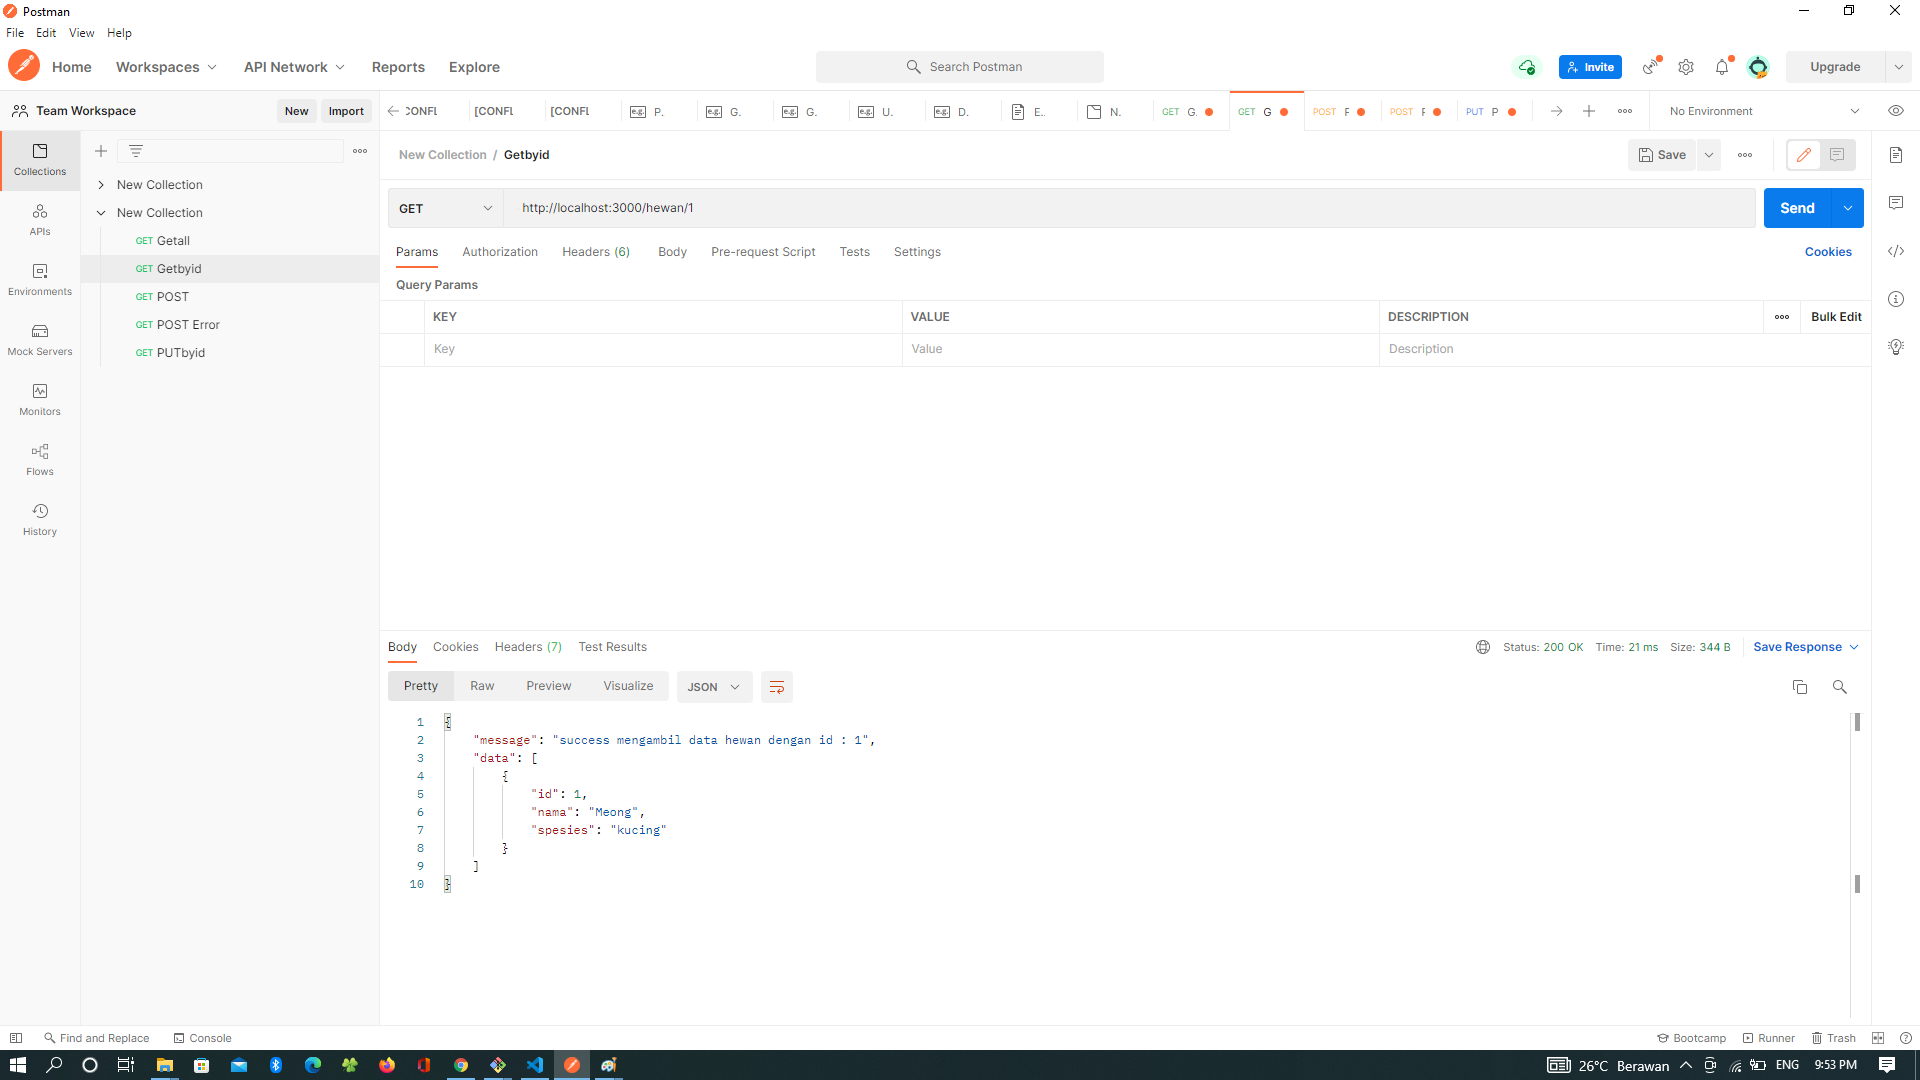 Postman
File Edit View Help
Home Workspaces API Network Reports Explore
Search Postman
Invite
Upgrade
Team Workspace
New Import
CONFL [CONFL [CONFL P. G. G. U. D. E.. N. GET G. GET G POST F POST F PUT P
No Environment
Collections
APIs
Environments
Mock Servers
Monitors
Flows
History
New Collection
New Collection
GET Getall
GET Getbyid
GET POST
GET POST Error
GET PUTbyid
New Collection / Getbyid
Save
GET http://localhost:3000/hewan/1
Send
Params Authorization Headers (6) Body Pre-request Script Tests Settings Cookies
Query Params
KEY VALUE DESCRIPTION Bulk Edit
Key Value Description
Body Cookies Headers (7) Test Results
Status: 200 OK Time: 21 ms Size: 344 B Save Response
Pretty Raw Preview Visualize JSON
1 {
2 "message": "success mengambil data hewan dengan id : 1",
3 "data": [
4 {
5 "id": 1,
6 "nama": "Meong",
7 "spesies": "kucing"
8 }
9 ]
10 }
Find and Replace Console
Bootcamp Runner Trash
26°C Berawan ENG 9:53 PM